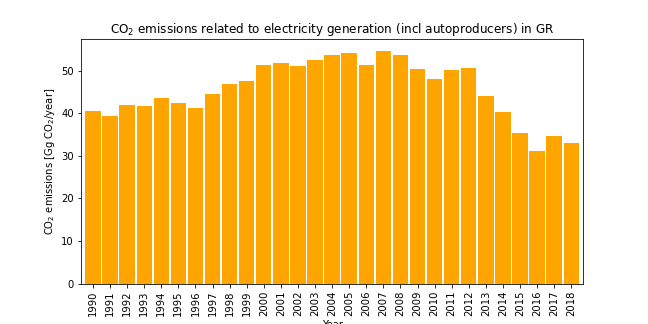 CO₂ emissions related to electricity generation (incl autoproducers) in GR
CO₂ emissions [Gg CO₂/year]
50
40
30
20
10
0
1990 1991 1992 1993 1994 1995 1996 1997 1998 1999 2000 2001 2002 2003 2004 2005 2006 2007 2008 2009 2010 2011 2012 2013 2014 2015 2016 2017 2018
Year